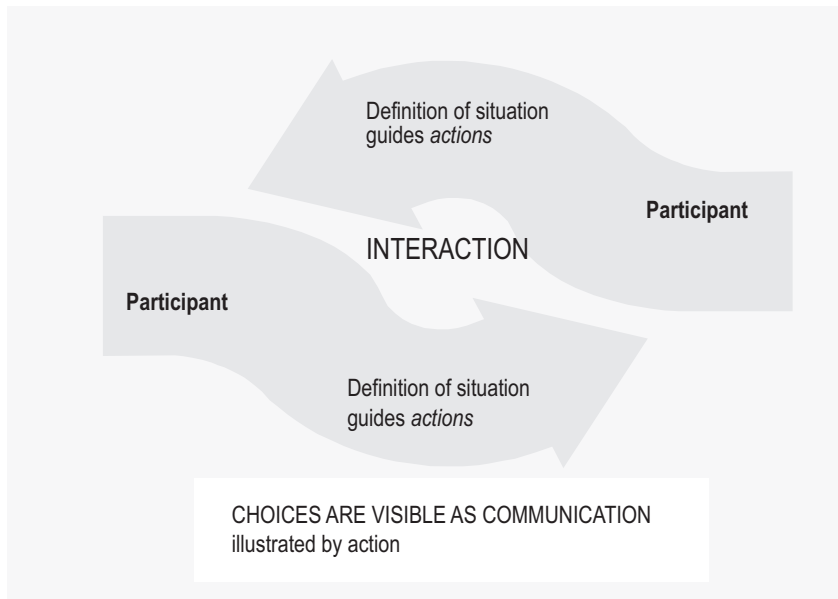 Definition of situation
guides actions
Participant
INTERACTION
Participant
Definition of situation
guides actions
CHOICES ARE VISIBLE AS COMMUNICATION
illustrated by action